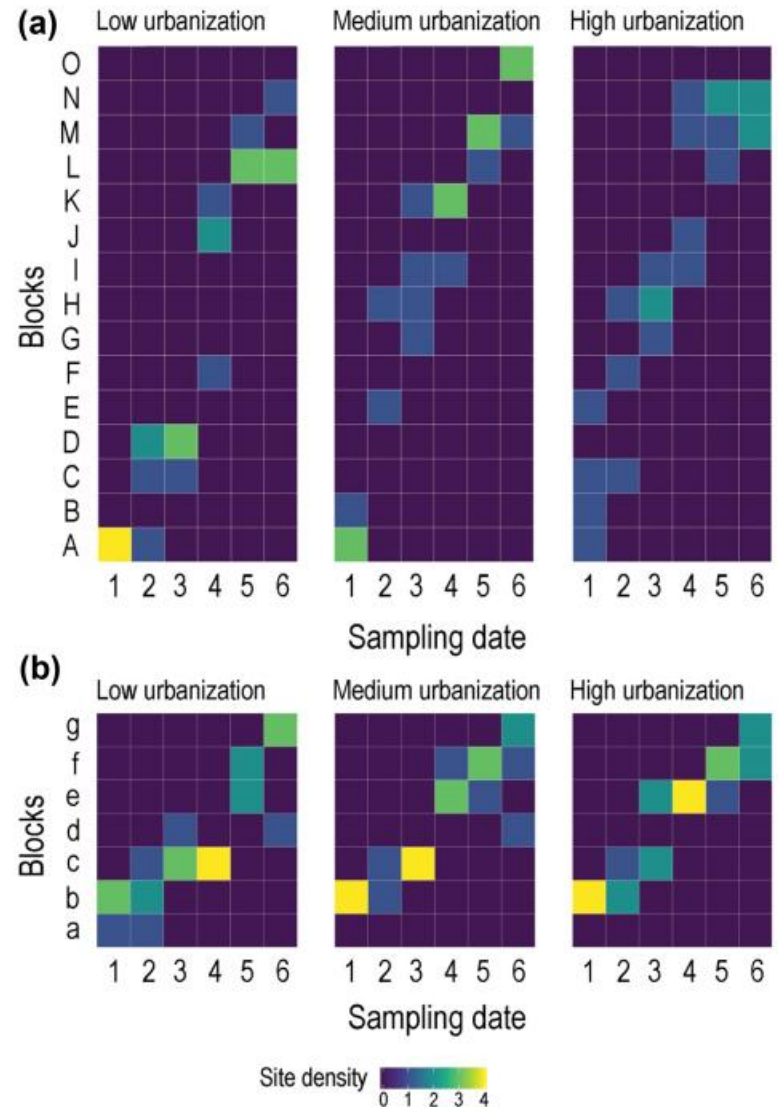 (a)
Low urbanization Medium urbanization High urbanization
O
N
M
L
K
J
I
H
G
F
E
D
C
B
A
Blocks
1 2 3 4 5 6 1 2 3 4 5 6 1 2 3 4 5 6
Sampling date
(b)
Low urbanization Medium urbanization High urbanization
g
f
e
d
c
b
a
Blocks
1 2 3 4 5 6 1 2 3 4 5 6 1 2 3 4 5 6
Sampling date
Site density
0 1 2 3 4